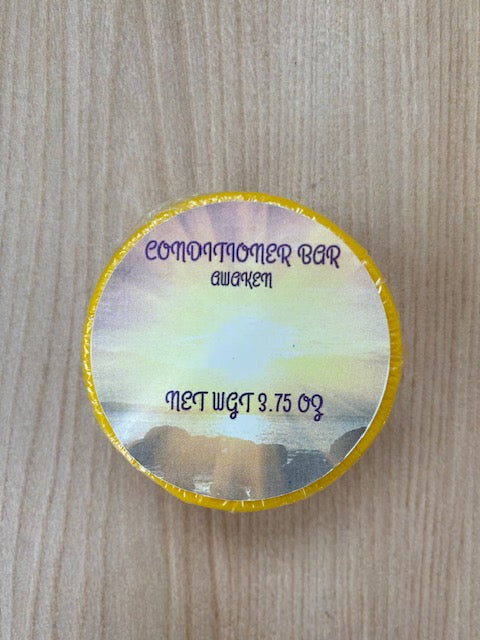 CONDITIONER BAR
AWAKEN
NET WGT 3.75 OZ